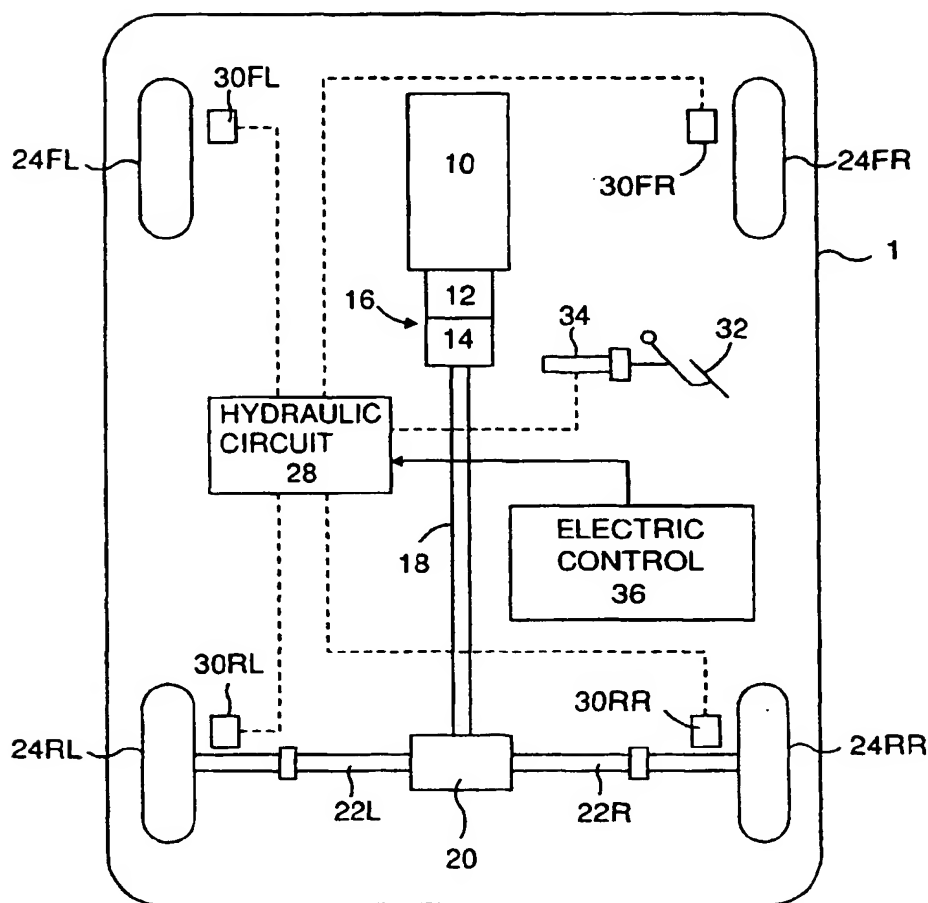 30FL
24FL
10
30FR
24FR
1
12
16
14
34
32
HYDRAULIC
CIRCUIT
28
18
ELECTRIC
CONTROL
36
30RL
30RR
24RL
24RR
22L
22R
20